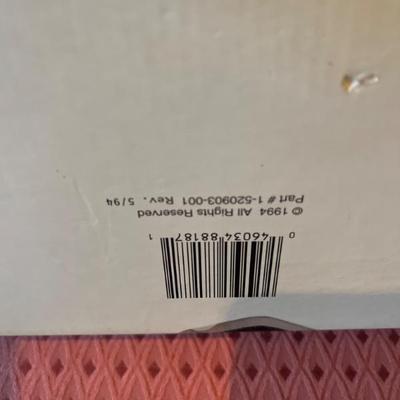 0 46034 88187 1
© 1994 All Rights Reserved
Part # 1-520903-001 Rev. 5/94